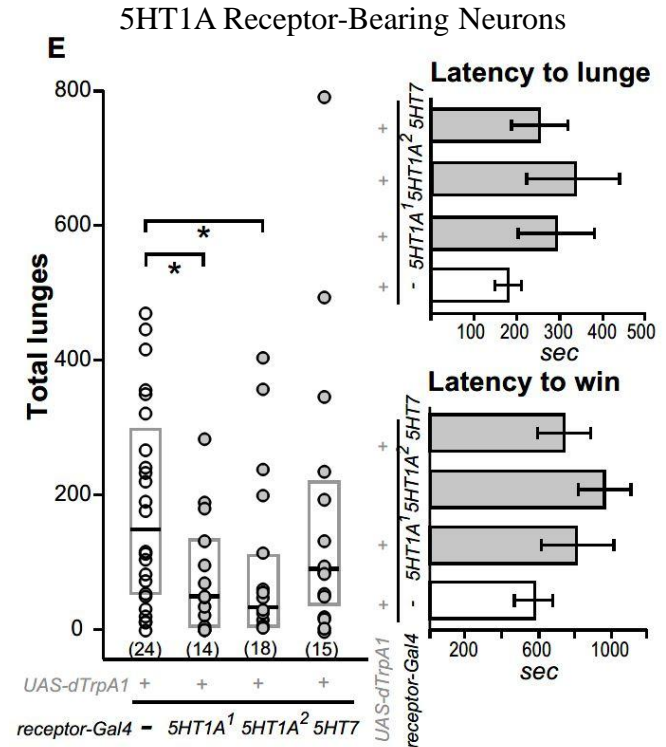 5HT1A Receptor-Bearing Neurons
E
Total lunges
800
600
400
200
0
*
*
(24) (14) (18) (15)
UAS-dTrpA1 + + + +
receptor-Gal4 - 5HT1A¹ 5HT1A² 5HT7
Latency to lunge
+ 5HT7
+ 5HT1A²
+ 5HT1A¹
+ -
100 200 300 400 500
sec
Latency to win
+ 5HT7
5HT1A²
+ 5HT1A¹
+ -
200 600 1000
sec
UAS-dTrpA1
receptor-Gal4